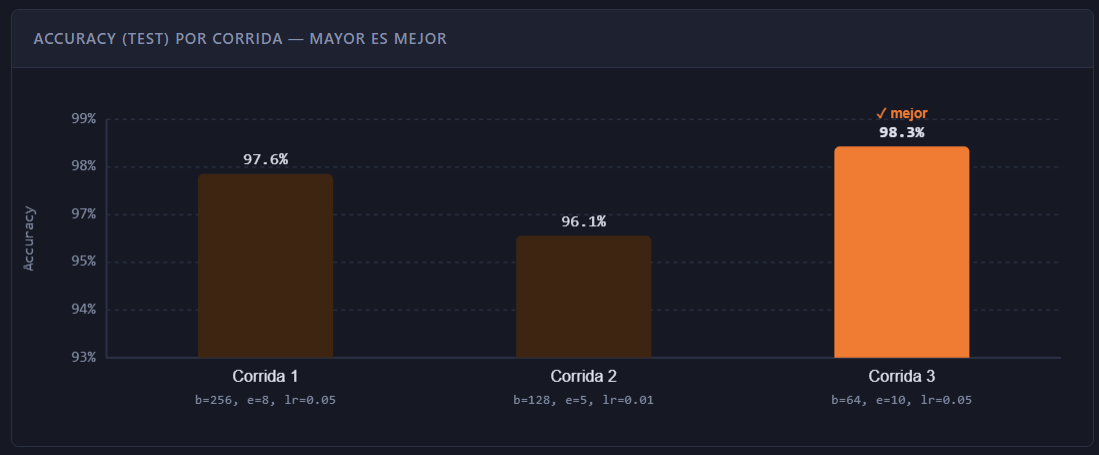 ACCURACY (TEST) POR CORRIDA — MAYOR ES MEJOR
99%
98%
97%
95%
94%
93%
Accuracy
97.6%
96.1%
✓ mejor
98.3%
Corrida 1
b=256, e=8, lr=0.05
Corrida 2
b=128, e=5, lr=0.01
Corrida 3
b=64, e=10, lr=0.05